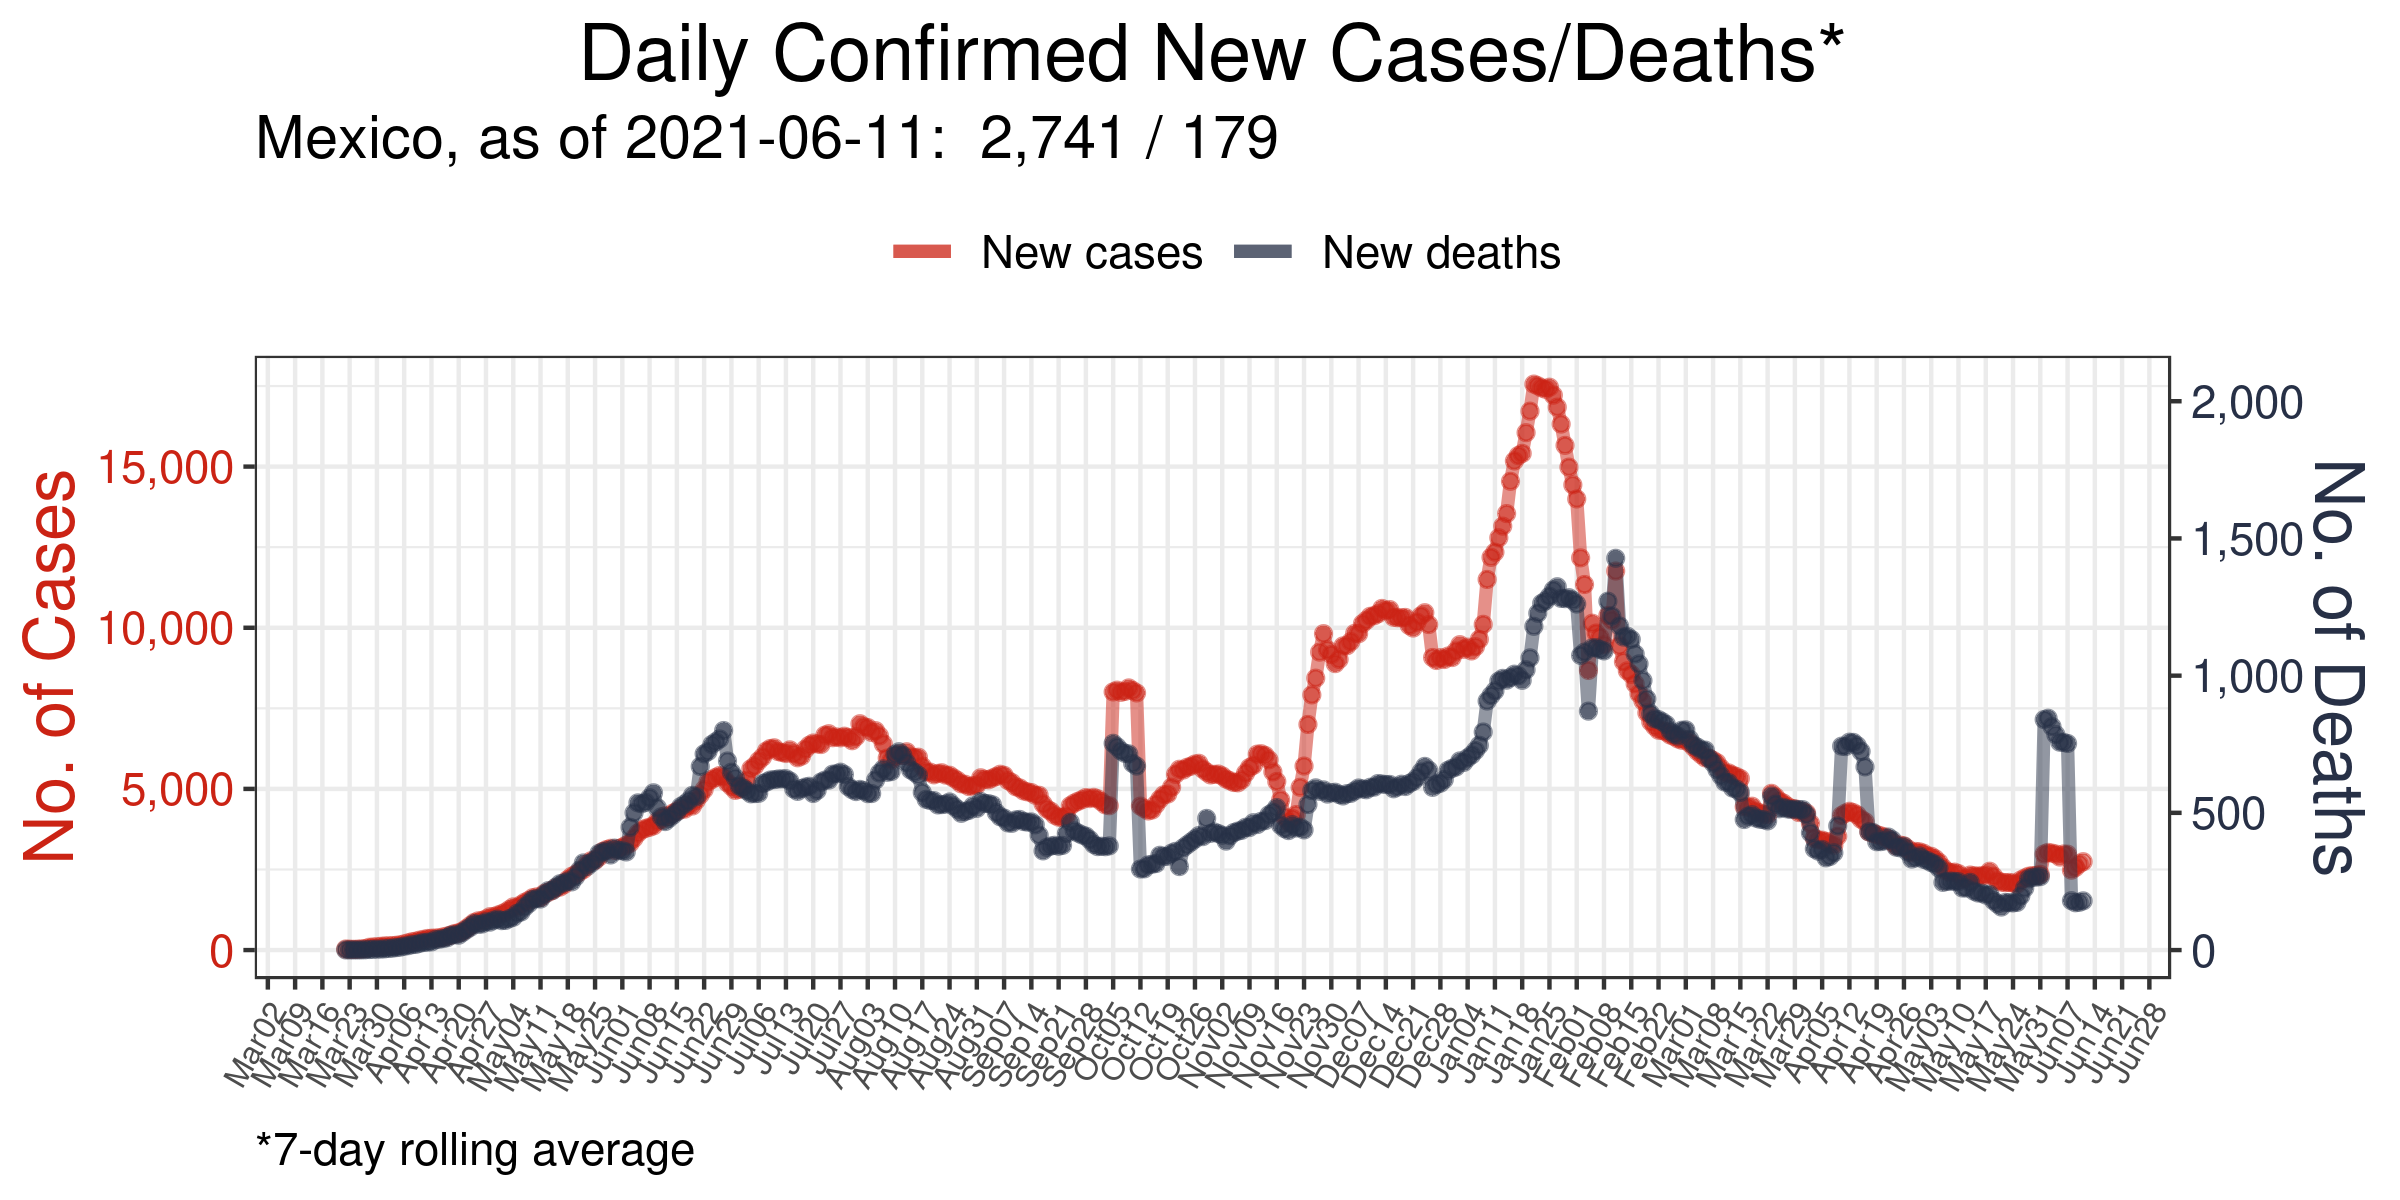 Daily Confirmed New Cases/Deaths*
Mexico, as of 2021-06-11:  2,741 / 179
New cases New deaths
No. of Cases
15,000
10,000
5,000
0
2,000
1,500
1,000
500
0
No. of Deaths
Mar02 Mar09 Mar16 Mar23 Mar30 Apr06 Apr13 Apr20 Apr27 May04 May11 May18 May25 Jun01 Jun08 Jun15 Jun22 Jun29 Jul06 Jul13 Jul20 Jul27 Aug03 Aug10 Aug17 Aug24 Aug31 Sep07 Sep14 Sep21 Sep28 Oct05 Oct12 Oct19 Oct26 Nov02 Nov09 Nov16 Nov23 Nov30 Dec07 Dec14 Dec21 Dec28 Jan04 Jan11 Jan18 Jan25 Feb01 Feb08 Feb15 Feb22 Mar01 Mar08 Mar15 Mar22 Mar29 Apr05 Apr12 Apr19 Apr26 May03 May10 May17 May24 May31 Jun07 Jun14 Jun21 Jun28
*7-day rolling average